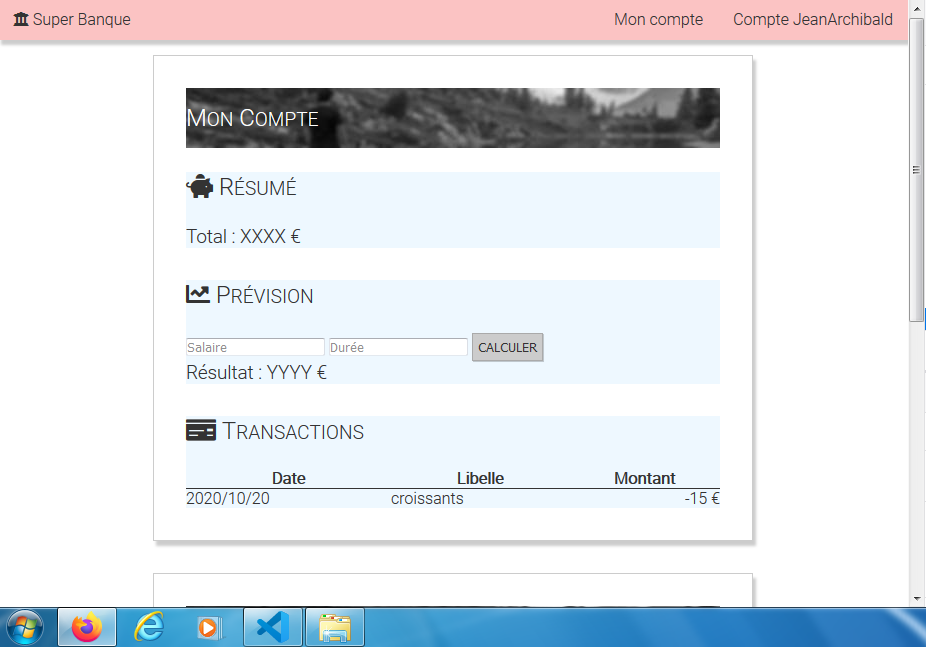 Super Banque Mon compte Compte JeanArchibald
Mon Compte
Résumé
Total : XXXX €
Prévision
Salaire Durée CALCULER
Résultat : YYYY €
Transactions
Date Libelle Montant
2020/10/20 croissants -15 €